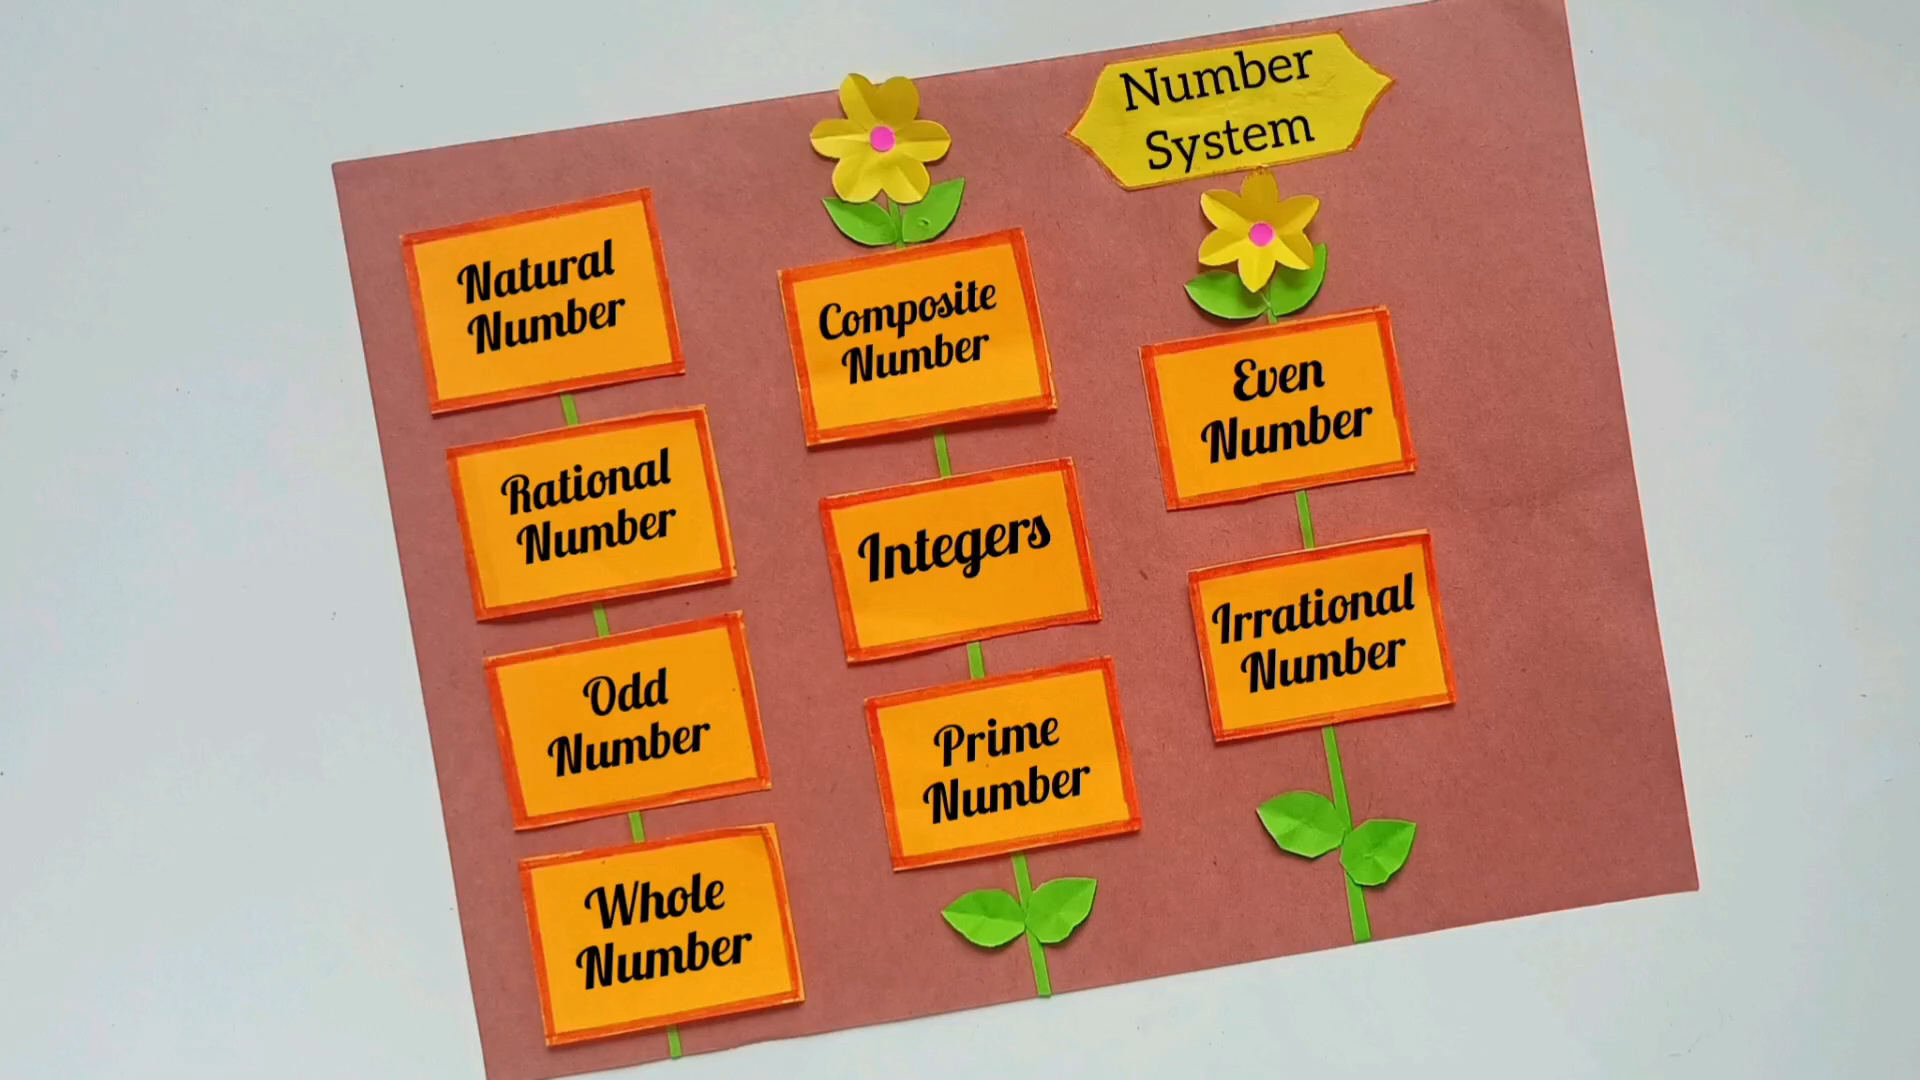 Number
System
Natural
Number
Rational
Number
Odd
Number
Whole
Number
Composite
Number
Integers
Prime
Number
Even
Number
Irrational
Number